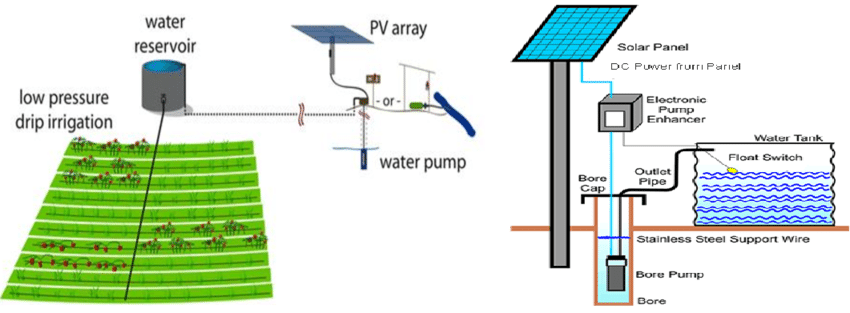 water
reservoir
PV array
low pressure
drip irrigation
- or -
water pump
Solar Panel
DC Power from Panel
Electronic
Pump
Enhancer
Water Tank
Float Switch
Bore
Cap
Outlet
Pipe
Stainless Steel Support Wire
Bore Pump
Bore